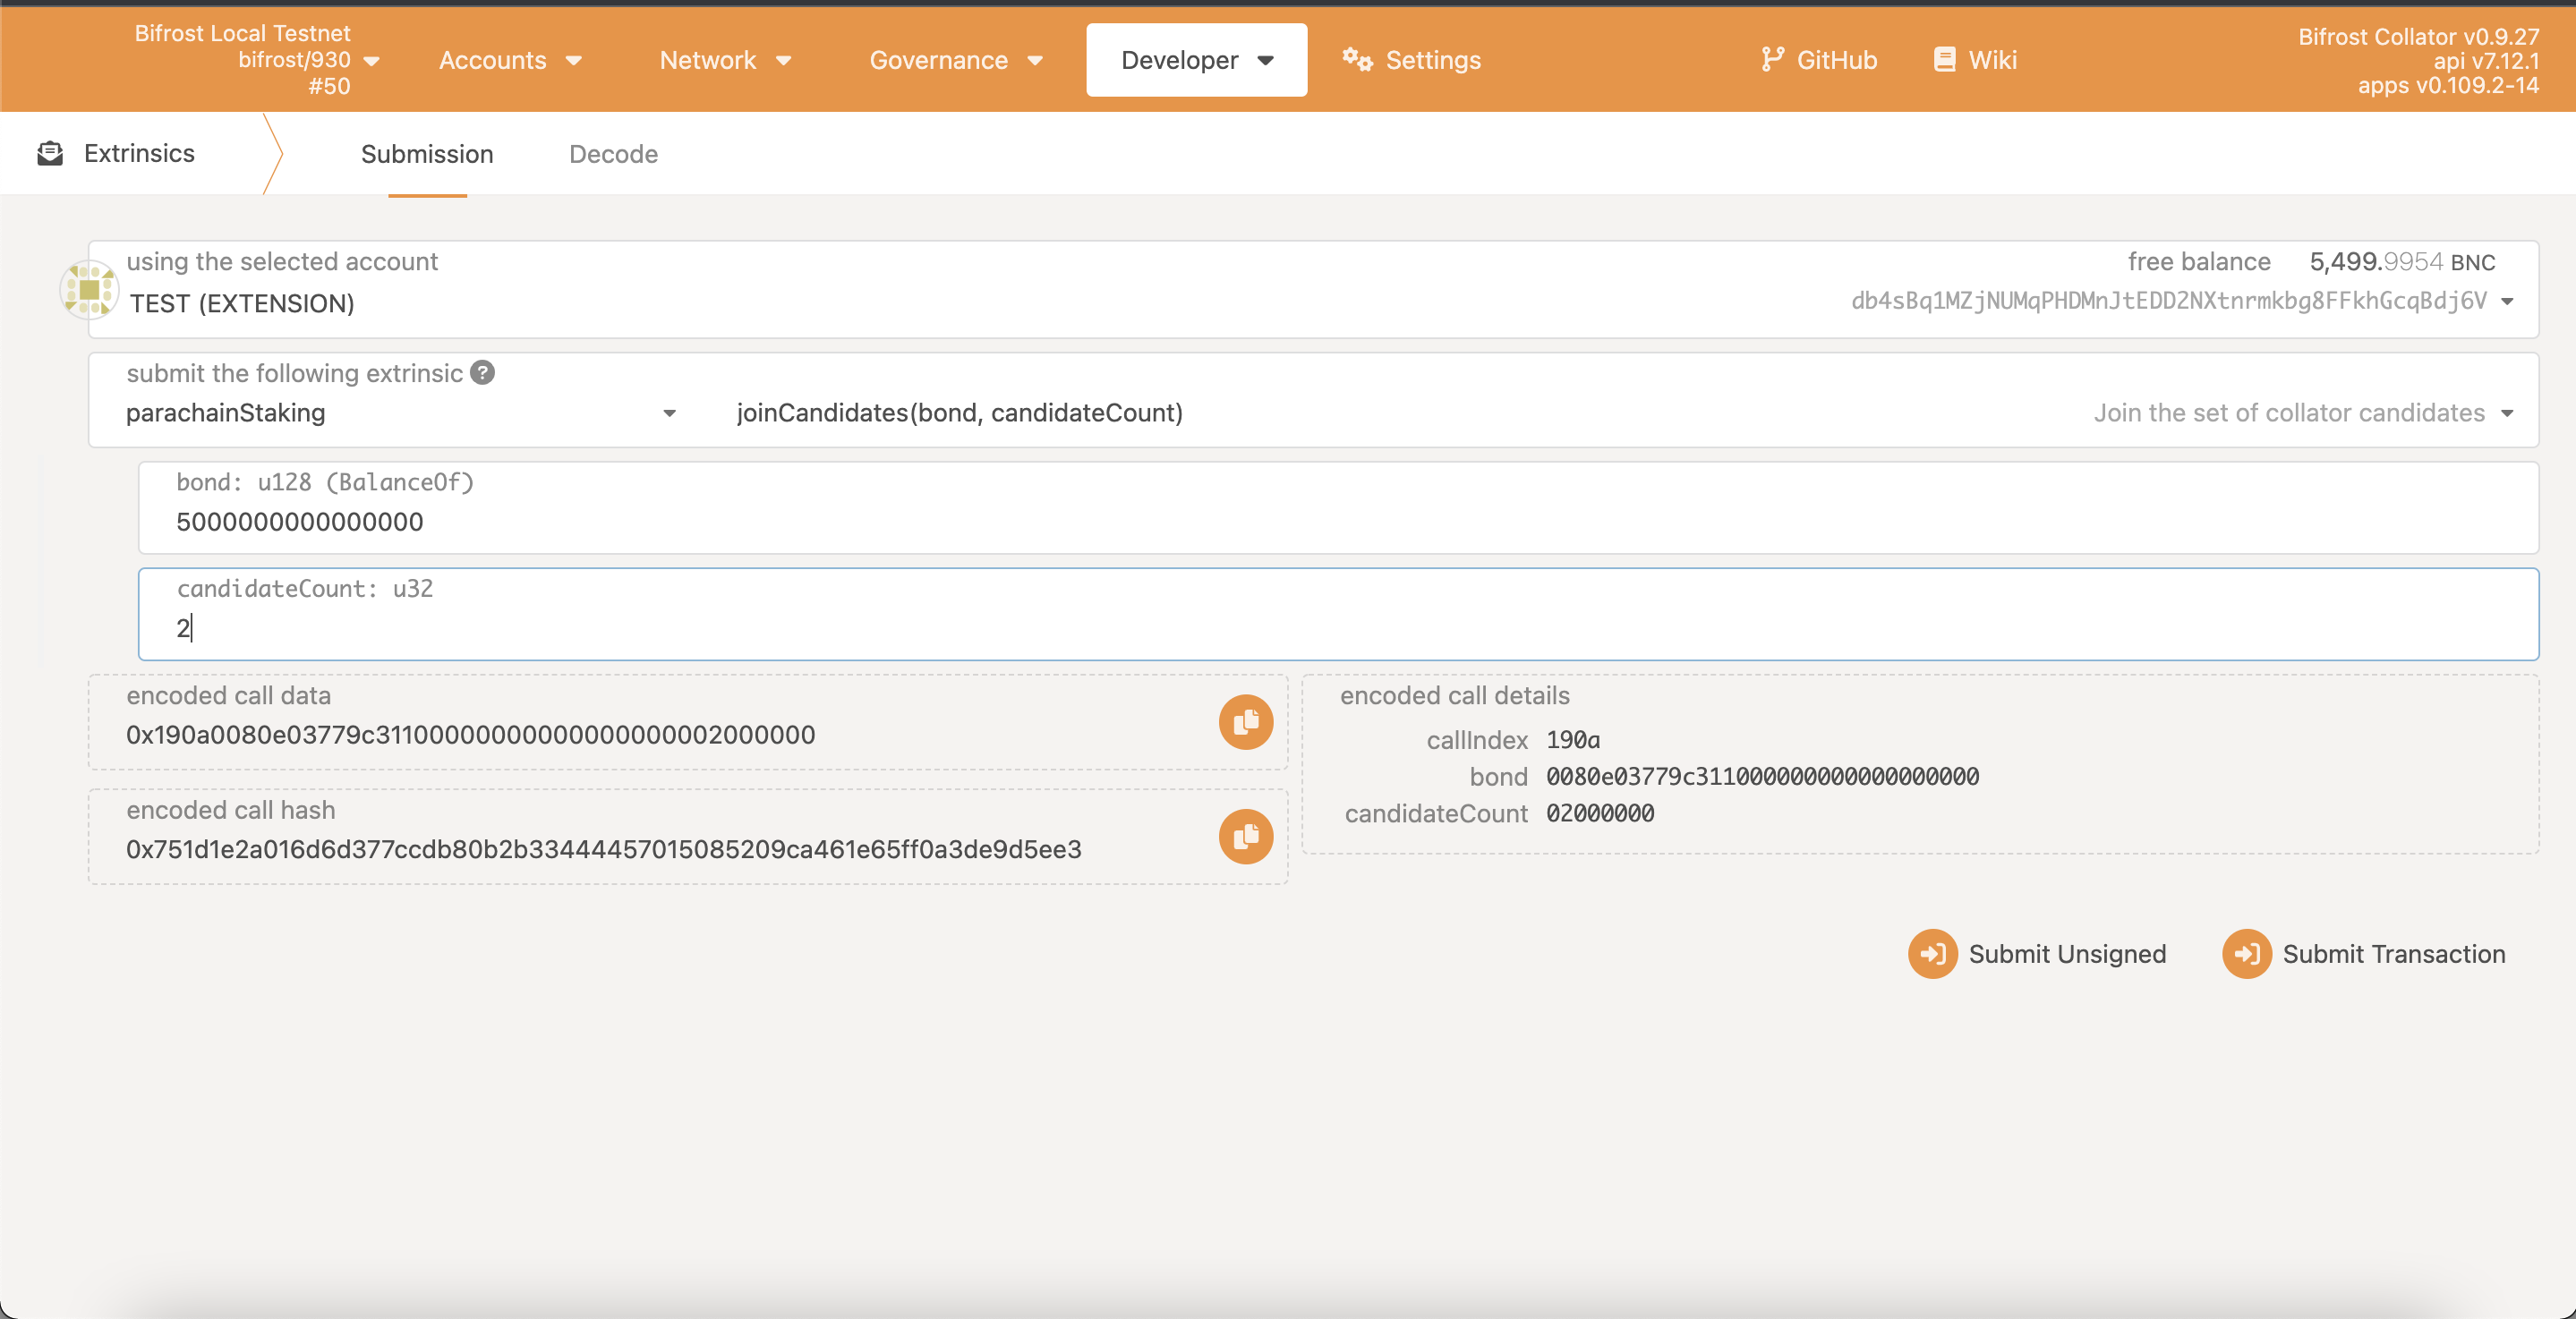 Bifrost Local Testnet
bifrost/930
#50
Accounts
Network
Governance
Developer
Settings
GitHub
Wiki
Bifrost Collator v0.9.27
api v7.12.1
apps v0.109.2-14
Extrinsics
Submission
Decode
using the selected account
TEST (EXTENSION)
free balance 5,499.9954 BNC
db4sBq1MZjNUMqPHDMnJtEDD2NXtnrmkbg8FFkhGcqBdj6V
submit the following extrinsic ?
parachainStaking
joinCandidates(bond, candidateCount)
Join the set of collator candidates
bond: u128 (BalanceOf)
5000000000000000
candidateCount: u32
2
encoded call data
0x190a0080e03779c31100000000000000000002000000
encoded call hash
0x751d1e2a016d6d377ccdb80b2b33444457015085209ca461e65ff0a3de9d5ee3
encoded call details
callIndex 190a
bond 0080e03779c311000000000000000000
candidateCount 02000000
Submit Unsigned
Submit Transaction